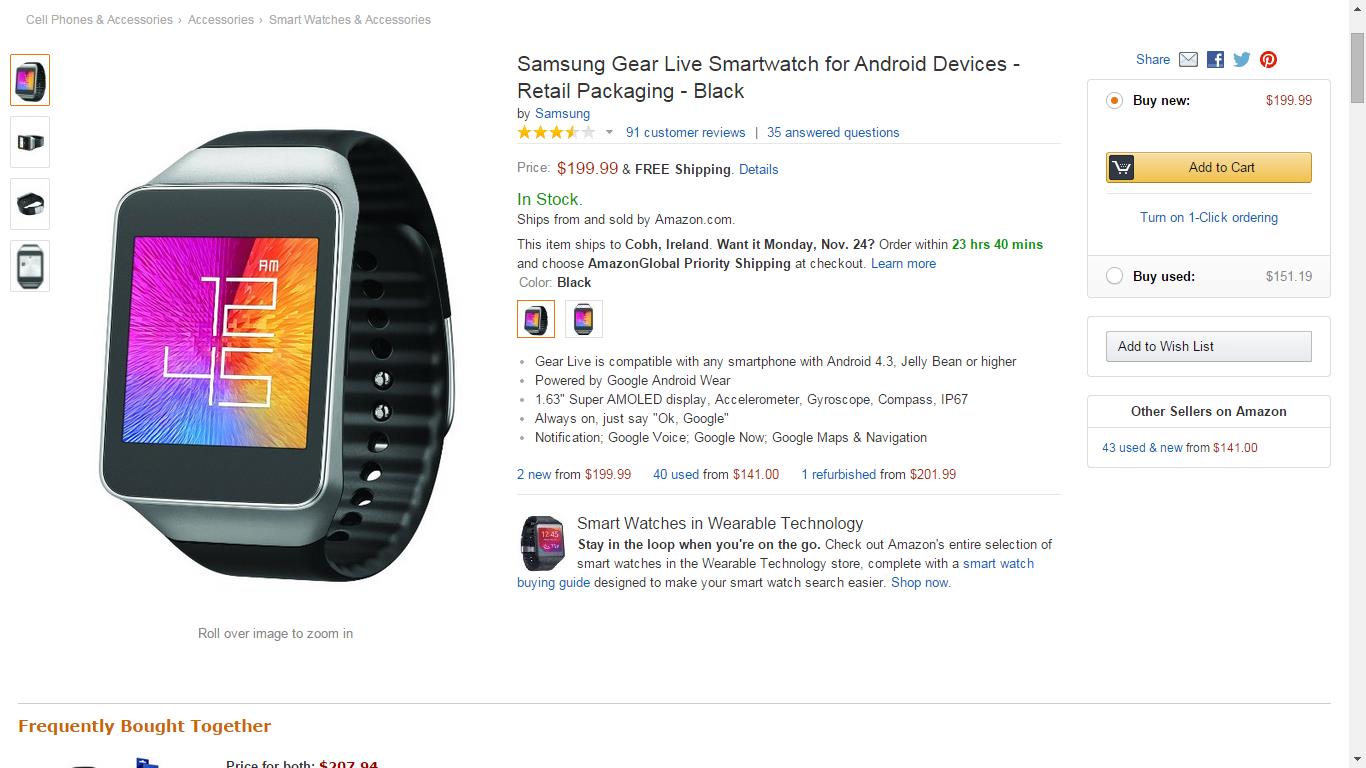 Cell Phones & Accessories › Accessories › Smart Watches & Accessories
Samsung Gear Live Smartwatch for Android Devices -
Retail Packaging - Black
by Samsung
91 customer reviews | 35 answered questions
Price: $199.99 & FREE Shipping. Details
In Stock.
Ships from and sold by Amazon.com.
This item ships to Cobh, Ireland. Want it Monday, Nov. 24? Order within 23 hrs 40 mins
and choose AmazonGlobal Priority Shipping at checkout. Learn more
Color: Black
Gear Live is compatible with any smartphone with Android 4.3, Jelly Bean or higher
Powered by Google Android Wear
1.63" Super AMOLED display, Accelerometer, Gyroscope, Compass, IP67
Always on, just say "Ok, Google"
Notification; Google Voice; Google Now; Google Maps & Navigation
2 new from $199.99 40 used from $141.00 1 refurbished from $201.99
Smart Watches in Wearable Technology
Stay in the loop when you're on the go. Check out Amazon's entire selection of
smart watches in the Wearable Technology store, complete with a smart watch
buying guide designed to make your smart watch search easier. Shop now.
AM
12
45
12:45
Roll over image to zoom in
Share
Buy new: $199.99
Add to Cart
Turn on 1-Click ordering
Buy used: $151.19
Add to Wish List
Other Sellers on Amazon
43 used & new from $141.00
Frequently Bought Together
Price for both: $207.94